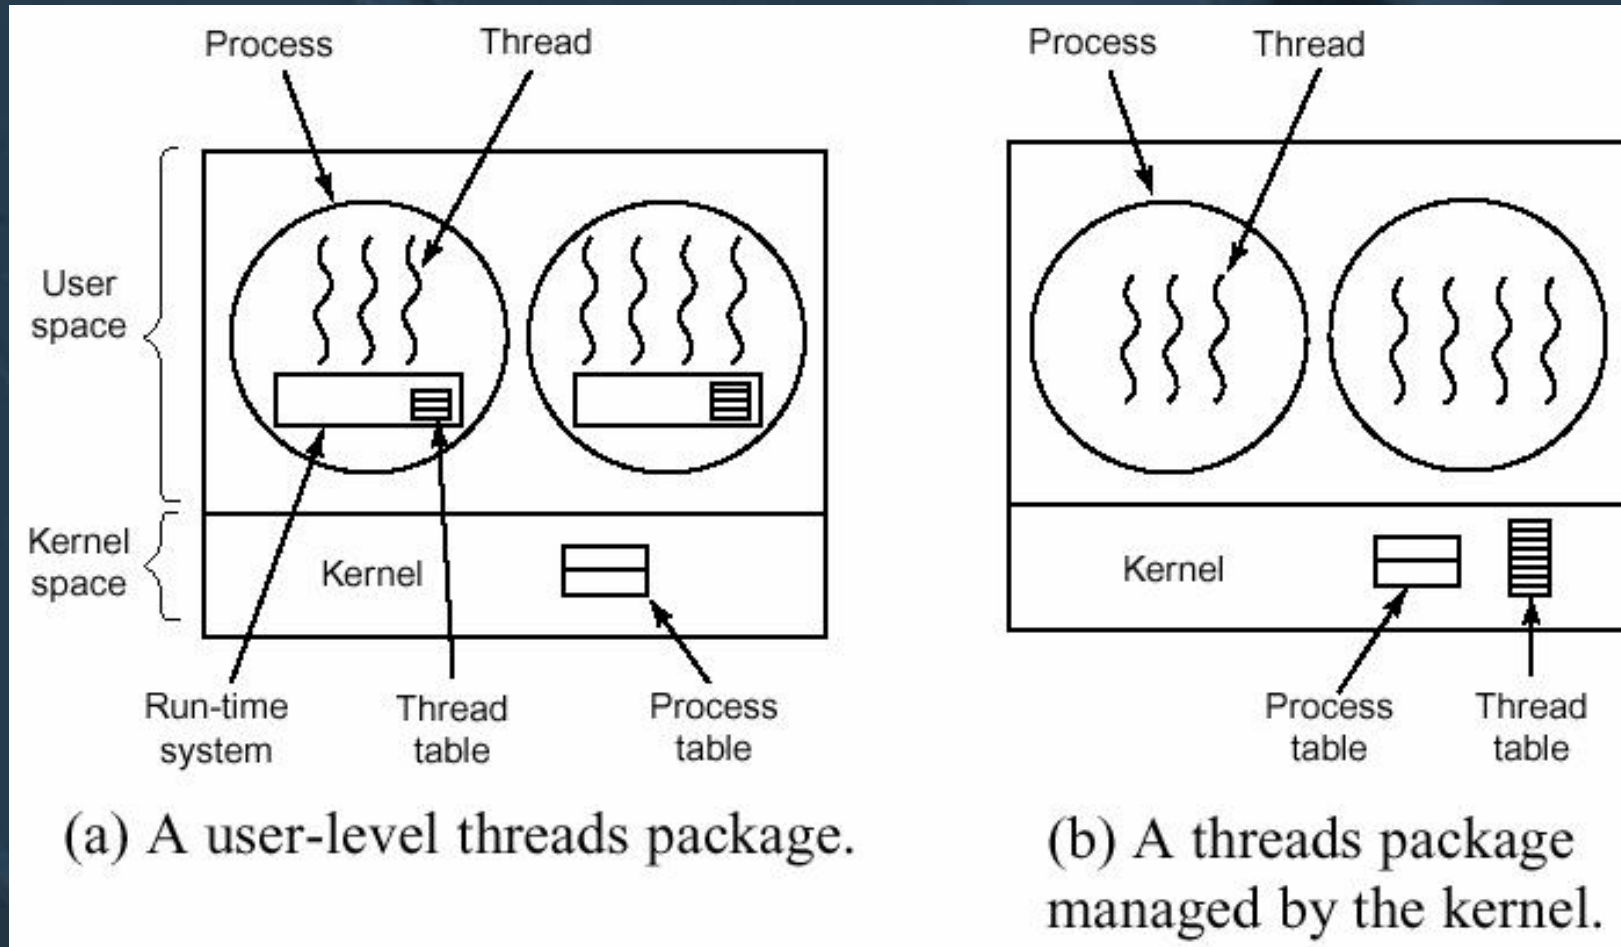 Process
Thread
User
space
Kernel
space
Kernel
Run-time
system
Thread
table
Process
table
(a) A user-level threads package.
Process
Thread
Kernel
Process
table
Thread
table
(b) A threads package
managed by the kernel.